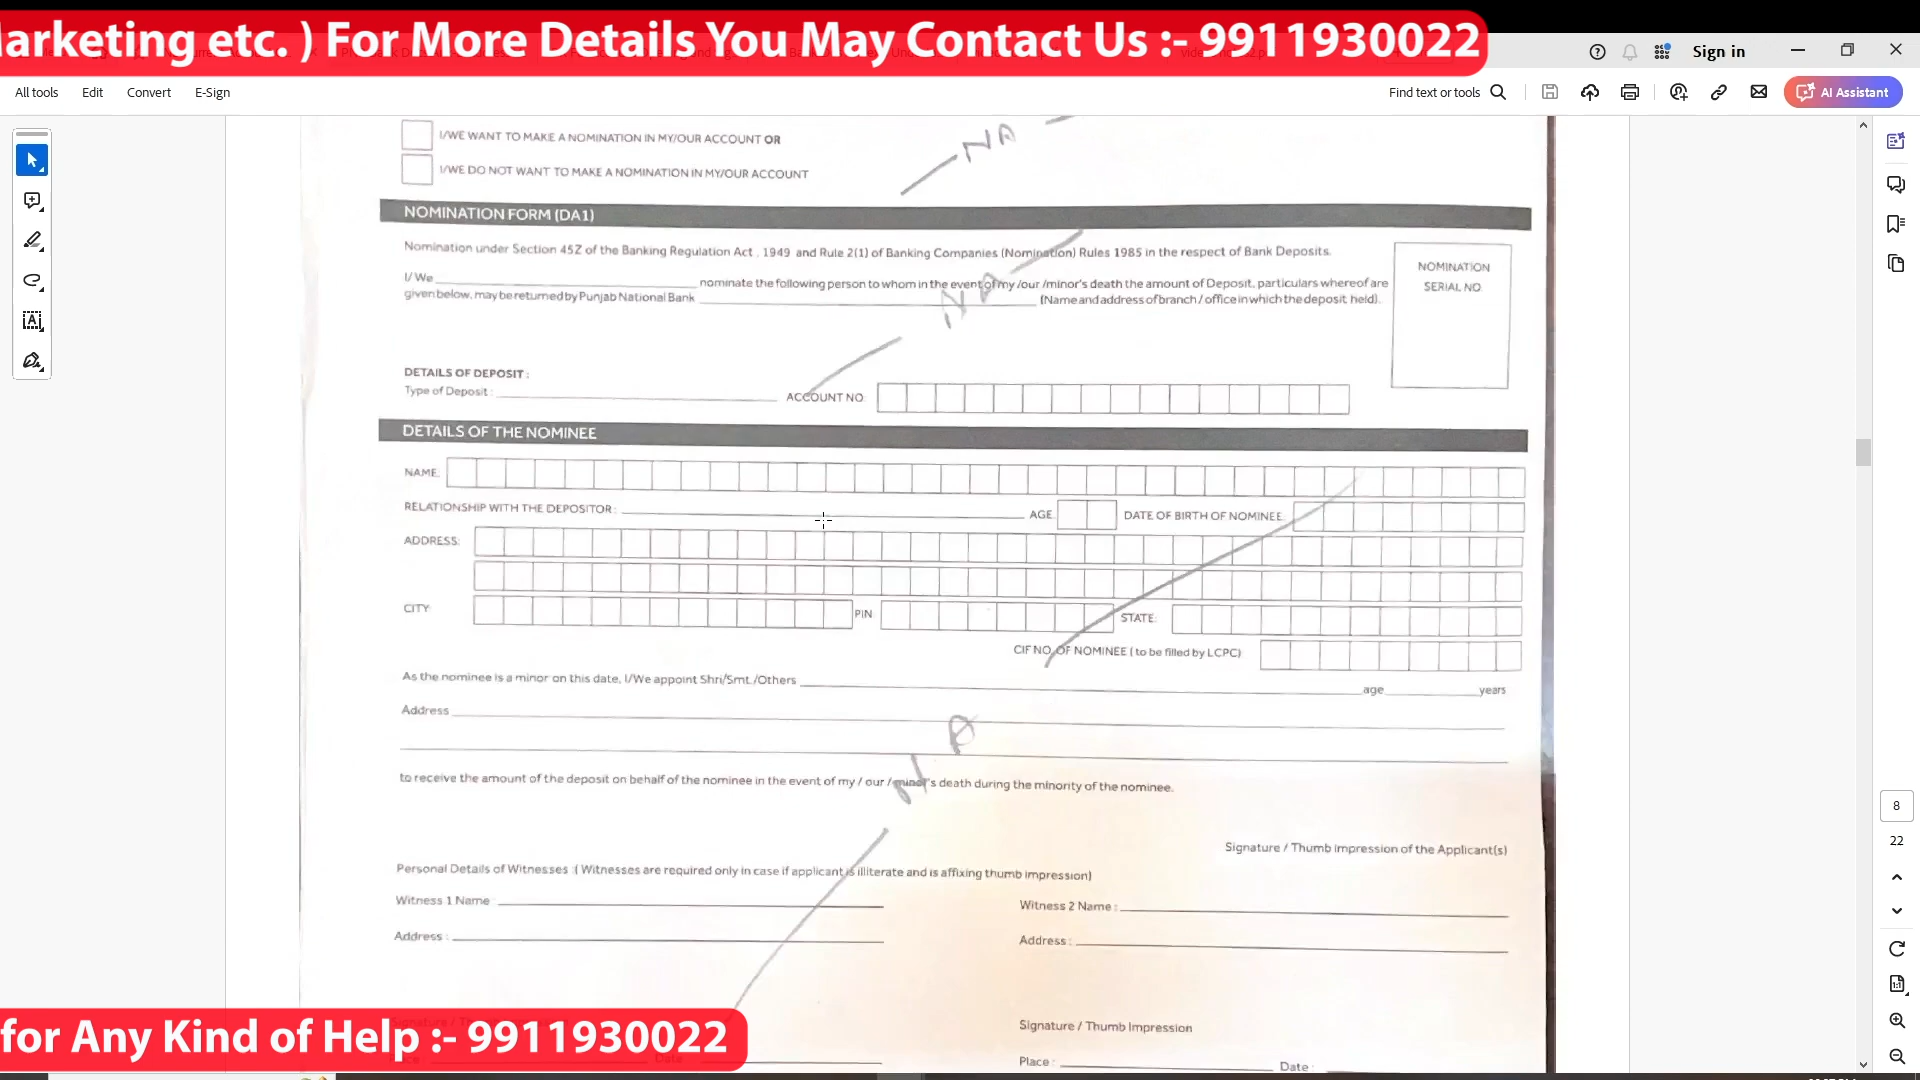 arketing etc. ) For More Details You May Contact Us :- 9911930022
Sign in
All tools Edit Convert E-Sign
Find text or tools
AI Assistant
I/WE WANT TO MAKE A NOMINATION IN MY/OUR ACCOUNT OR
NA
I/WE DO NOT WANT TO MAKE A NOMINATION IN MY/OUR ACCOUNT
NOMINATION FORM (DA1)
Nomination under Section 45Z of the Banking Regulation Act , 1949 and Rule 2(1) of Banking Companies (Nomination) Rules 1985 in the respect of Bank Deposits.
NOMINATION
SERIAL NO
I/ We nominate the following person to whom in the event of my /our /minor's death the amount of Deposit, particulars whereof are
given below, may be returned by Punjab National Bank (Name and address of branch / office in which the deposit held).
NA
DETAILS OF DEPOSIT :
Type of Deposit : ACCOUNT NO:
DETAILS OF THE NOMINEE
NAME:
RELATIONSHIP WITH THE DEPOSITOR : AGE: DATE OF BIRTH OF NOMINEE:
ADDRESS:
CITY: PIN: STATE:
CIF NO. OF NOMINEE ( to be filled by LCPC)
As the nominee is a minor on this date, I/We appoint Shri/Smt./Others age years
Address
NA
to receive the amount of the deposit on behalf of the nominee in the event of my / our / minor's death during the minority of the nominee.
Signature / Thumb impression of the Applicant(s)
Personal Details of Witnesses :( Witnesses are required only in case if applicant is illiterate and is affixing thumb impression)
Witness 1 Name : Witness 2 Name :
Address : Address :
Signature / Thumb Impression
Place : Date :
for Any Kind of Help :- 9911930022
8
22